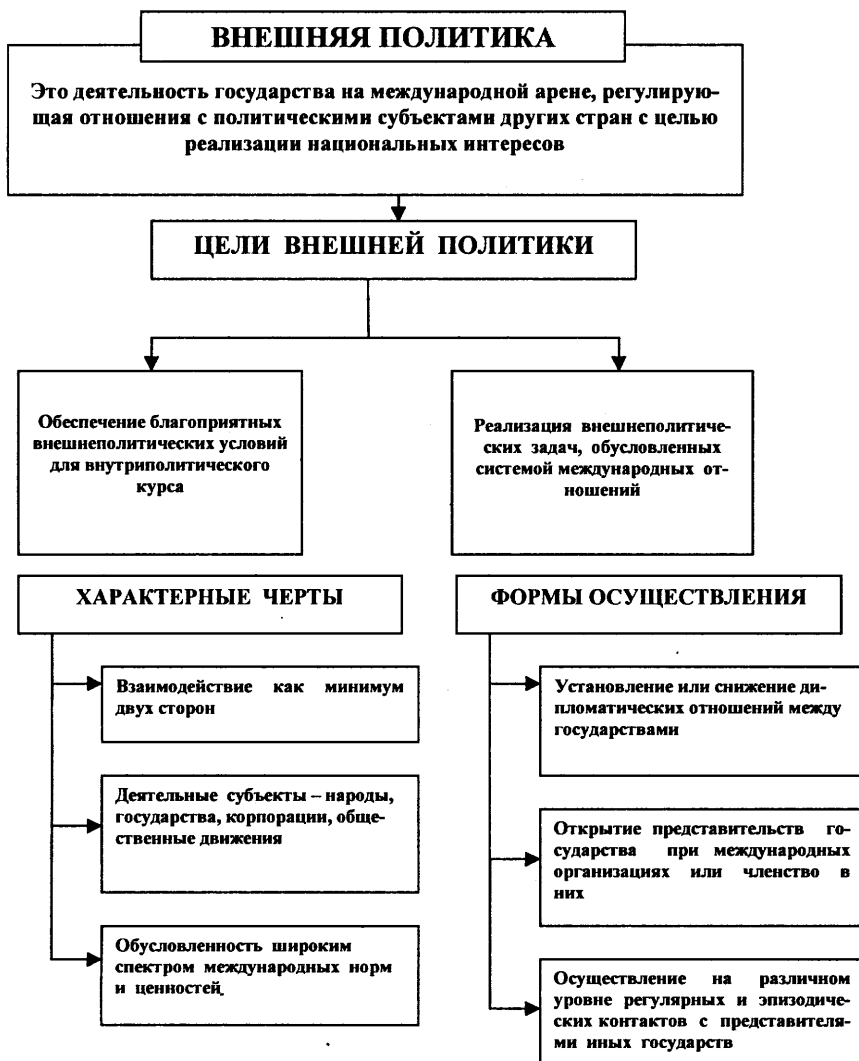 ВНЕШНЯЯ ПОЛИТИКА
Это деятельность государства на международной арене, регулирую-
щая отношения с политическими субъектами других стран с целью
реализации национальных интересов
ЦЕЛИ ВНЕШНЕЙ ПОЛИТИКИ
Обеспечение благоприятных
внешнеполитических условий
для внутриполитического
курса
Реализация внешнеполитиче-
ских задач, обусловленных
системой международных от-
ношений
ХАРАКТЕРНЫЕ ЧЕРТЫ
Взаимодействие как минимум
двух сторон
Деятельные субъекты – народы,
государства, корпорации, обще-
ственные движения
Обусловленность широким
спектром международных норм
и ценностей.
ФОРМЫ ОСУЩЕСТВЛЕНИЯ
Установление или снижение ди-
пломатических отношений между
государствами
Открытие представительств го-
сударства при международных
организациях или членство в
них
Осуществление на различном
уровне регулярных и эпизодиче-
ских контактов с представителя-
ми иных государств